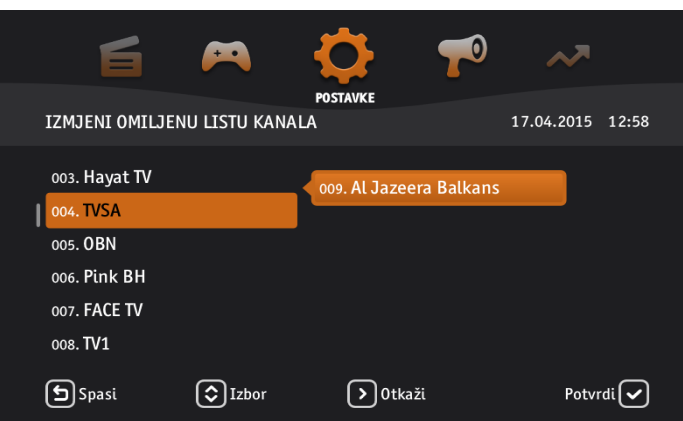 POSTAVKE
IZMJENI OMILJENU LISTU KANALA 17.04.2015 12:58
003. Hayat TV
009. Al Jazeera Balkans
004. TVSA
005. OBN
006. Pink BH
007. FACE TV
008. TV1
Spasi Izbor Otkaži Potvrdi